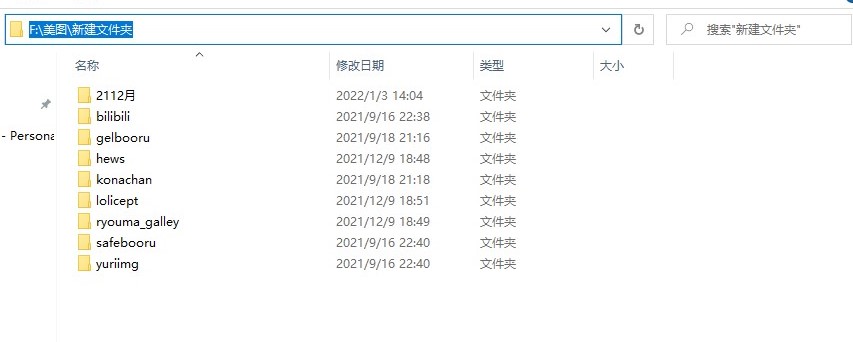 F:\美图\新建文件夹 搜索"新建文件夹"
名称 修改日期 类型 大小
2112月 2022/1/3 14:04 文件夹
bilibili 2021/9/16 22:38 文件夹
- Persona gelbooru 2021/9/18 21:16 文件夹
hews 2021/12/9 18:48 文件夹
konachan 2021/9/18 21:18 文件夹
lolicept 2021/12/9 18:51 文件夹
ryouma_galley 2021/12/9 18:49 文件夹
safebooru 2021/9/16 22:40 文件夹
yuriimg 2021/9/16 22:40 文件夹